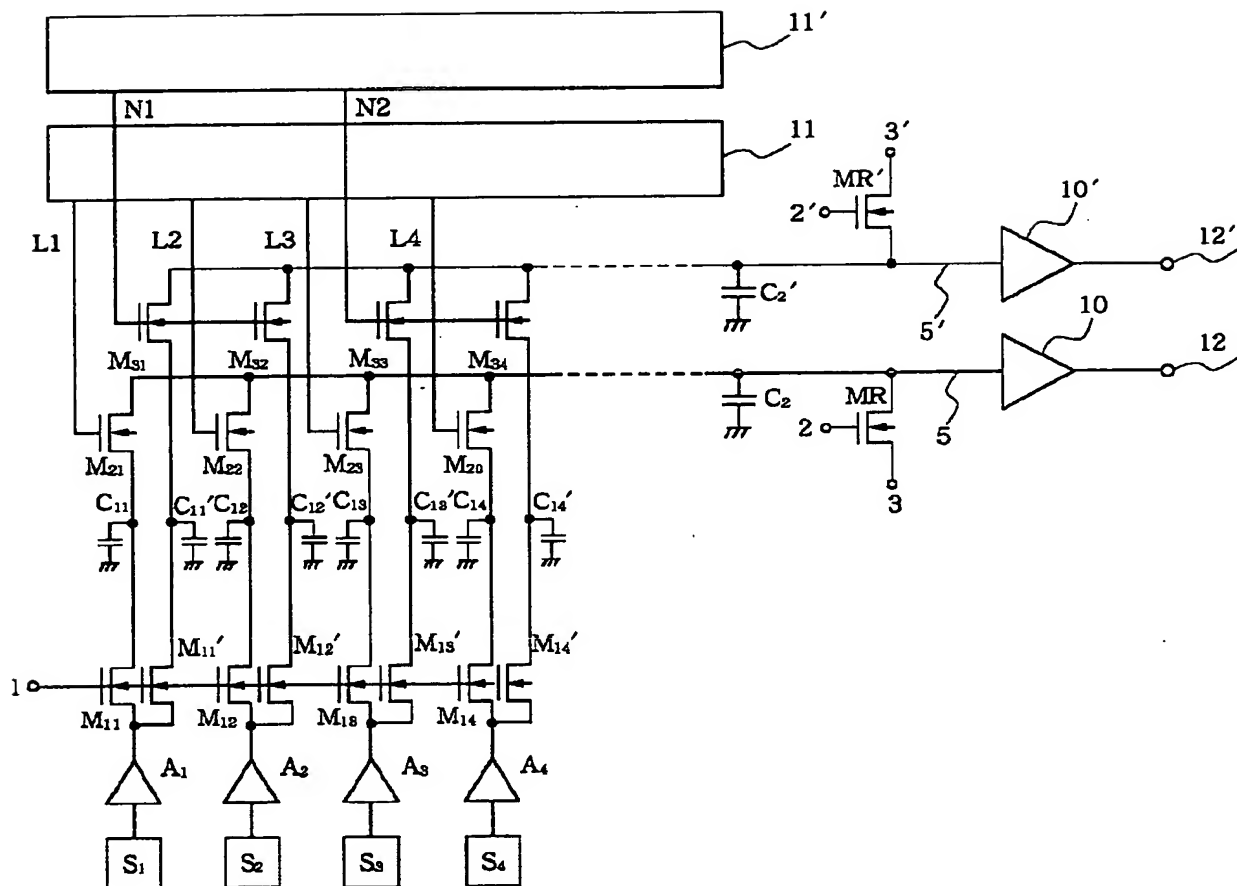 11′
N1 N2
11
3′
MR′
2′
10′
12′
L1 L2 L3 L4
C₂′
5′
10
12
M₃₁ M₃₂ M₃₃ M₃₄
C₂
MR
2
5
3
M₂₁ M₂₂ M₂₃ M₂₀
C₁₁ C₁₁′ C₁₂ C₁₂′ C₁₃ C₁₃′ C₁₄ C₁₄′
M₁₁′ M₁₂′ M₁₃′ M₁₄′
1
M₁₁ M₁₂ M₁₃ M₁₄
A₁ A₂ A₃ A₄
S₁ S₂ S₃ S₄